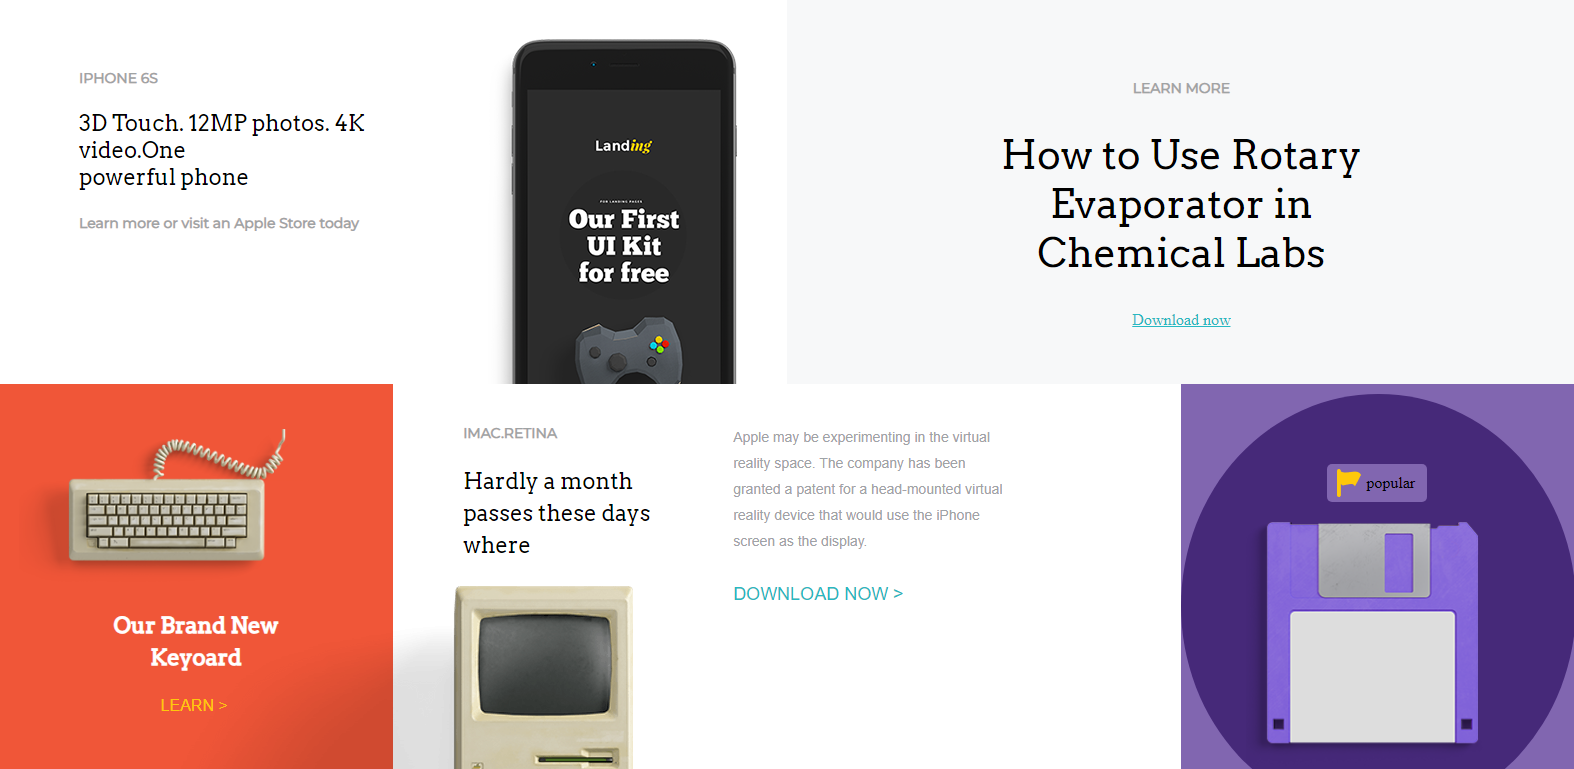 IPHONE 6S
3D Touch. 12MP photos. 4K
video.One
powerful phone
Learn more or visit an Apple Store today
Landing
FOR LANDING PAGES
Our First
UI Kit
for free
LEARN MORE
How to Use Rotary
Evaporator in
Chemical Labs
Download now
Our Brand New
Keyoard
LEARN >
IMAC.RETINA
Hardly a month
passes these days
where
Apple may be experimenting in the virtual
reality space. The company has been
granted a patent for a head-mounted virtual
reality device that would use the iPhone
screen as the display.
DOWNLOAD NOW >
popular